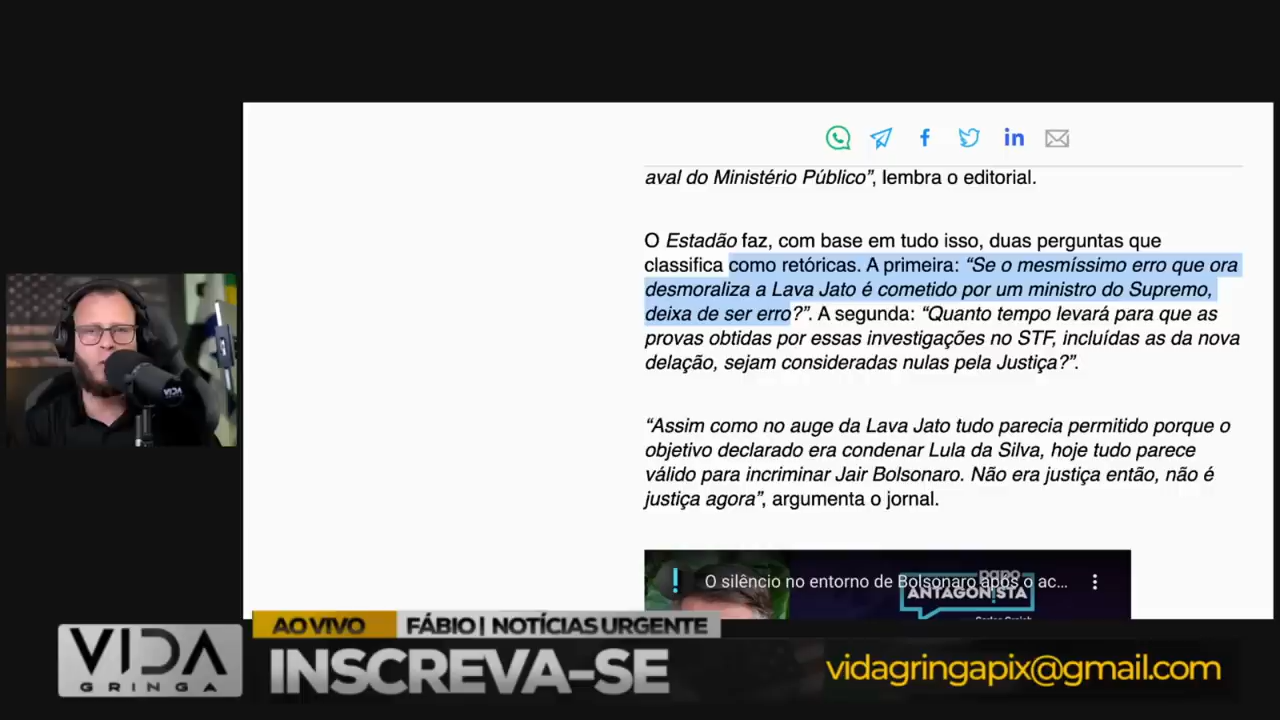 aval do Ministério Público”, lembra o editorial.
O Estadão faz, com base em tudo isso, duas perguntas que
classifica como retóricas. A primeira: “Se o mesmíssimo erro que ora
desmoraliza a Lava Jato é cometido por um ministro do Supremo,
deixa de ser erro?”. A segunda: “Quanto tempo levará para que as
provas obtidas por essas investigações no STF, incluídas as da nova
delação, sejam consideradas nulas pela Justiça?”.
“Assim como no auge da Lava Jato tudo parecia permitido porque o
objetivo declarado era condenar Lula da Silva, hoje tudo parece
válido para incriminar Jair Bolsonaro. Não era justiça então, não é
justiça agora”, argumenta o jornal.
O silêncio no entorno de Bolsonaro após o ac...
papo
ANTAGONISTA
VIDA
AO VIVO
FÁBIO | NOTÍCIAS URGENTE
VIDA
GRINGA
INSCREVA-SE
vidagringapix@gmail.com